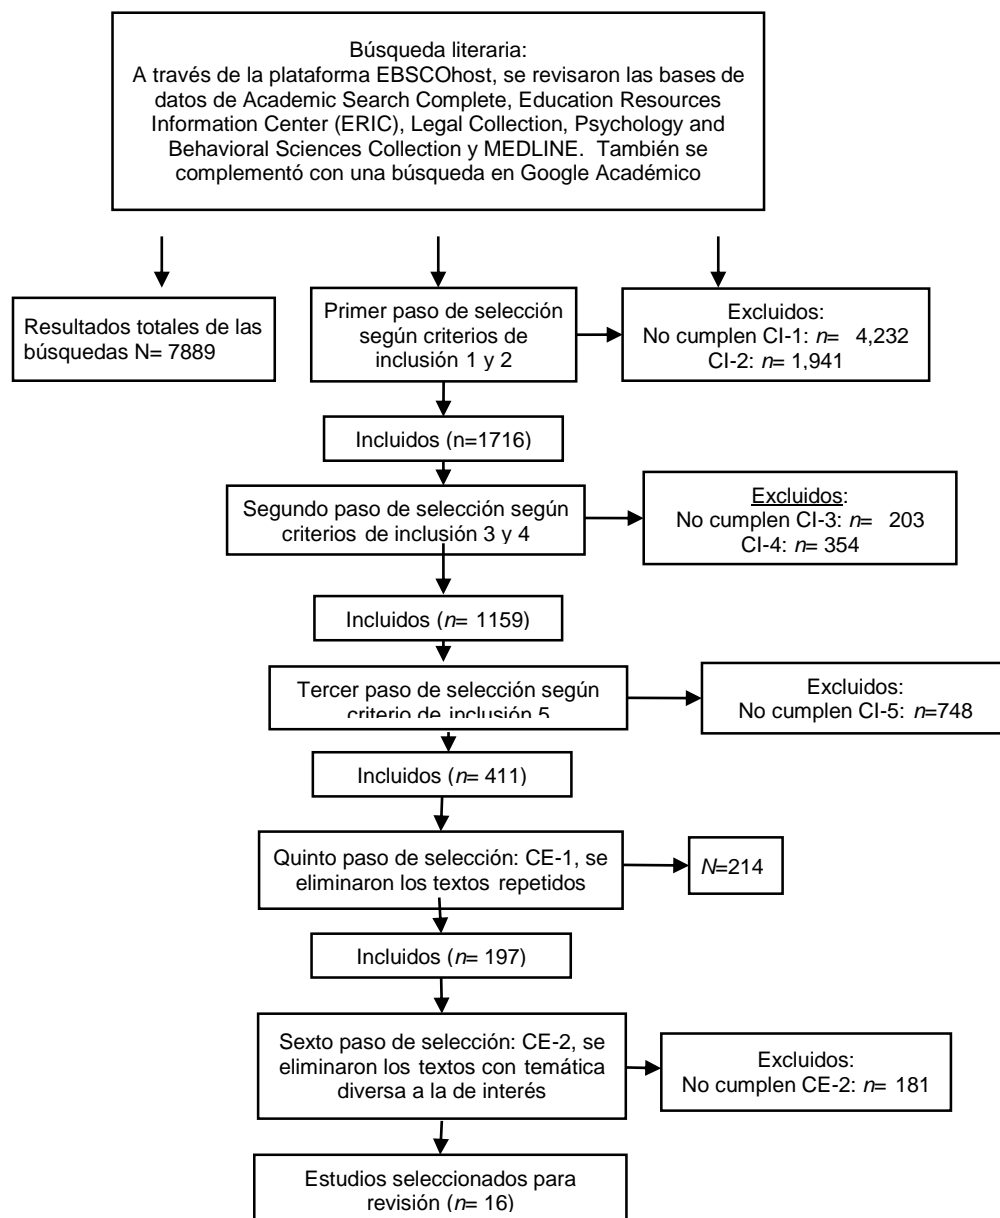 Búsqueda literaria:
A través de la plataforma EBSCOhost, se revisaron las bases de
datos de Academic Search Complete, Education Resources
Information Center (ERIC), Legal Collection, Psychology and
Behavioral Sciences Collection y MEDLINE. También se
complementó con una búsqueda en Google Académico
Resultados totales de las
búsquedas N= 7889
Primer paso de selección
según criterios de
inclusión 1 y 2
Excluidos:
No cumplen CI-1: n= 4,232
CI-2: n= 1,941
Incluidos (n=1716)
Segundo paso de selección según
criterios de inclusión 3 y 4
Excluidos:
No cumplen CI-3: n= 203
CI-4: n= 354
Incluidos (n= 1159)
Tercer paso de selección según
criterio de inclusión 5
Excluidos:
No cumplen CI-5: n=748
Incluidos (n= 411)
Quinto paso de selección: CE-1, se
eliminaron los textos repetidos
N=214
Incluidos (n= 197)
Sexto paso de selección: CE-2, se
eliminaron los textos con temática
diversa a la de interés
Excluidos:
No cumplen CE-2: n= 181
Estudios seleccionados para
revisión (n= 16)